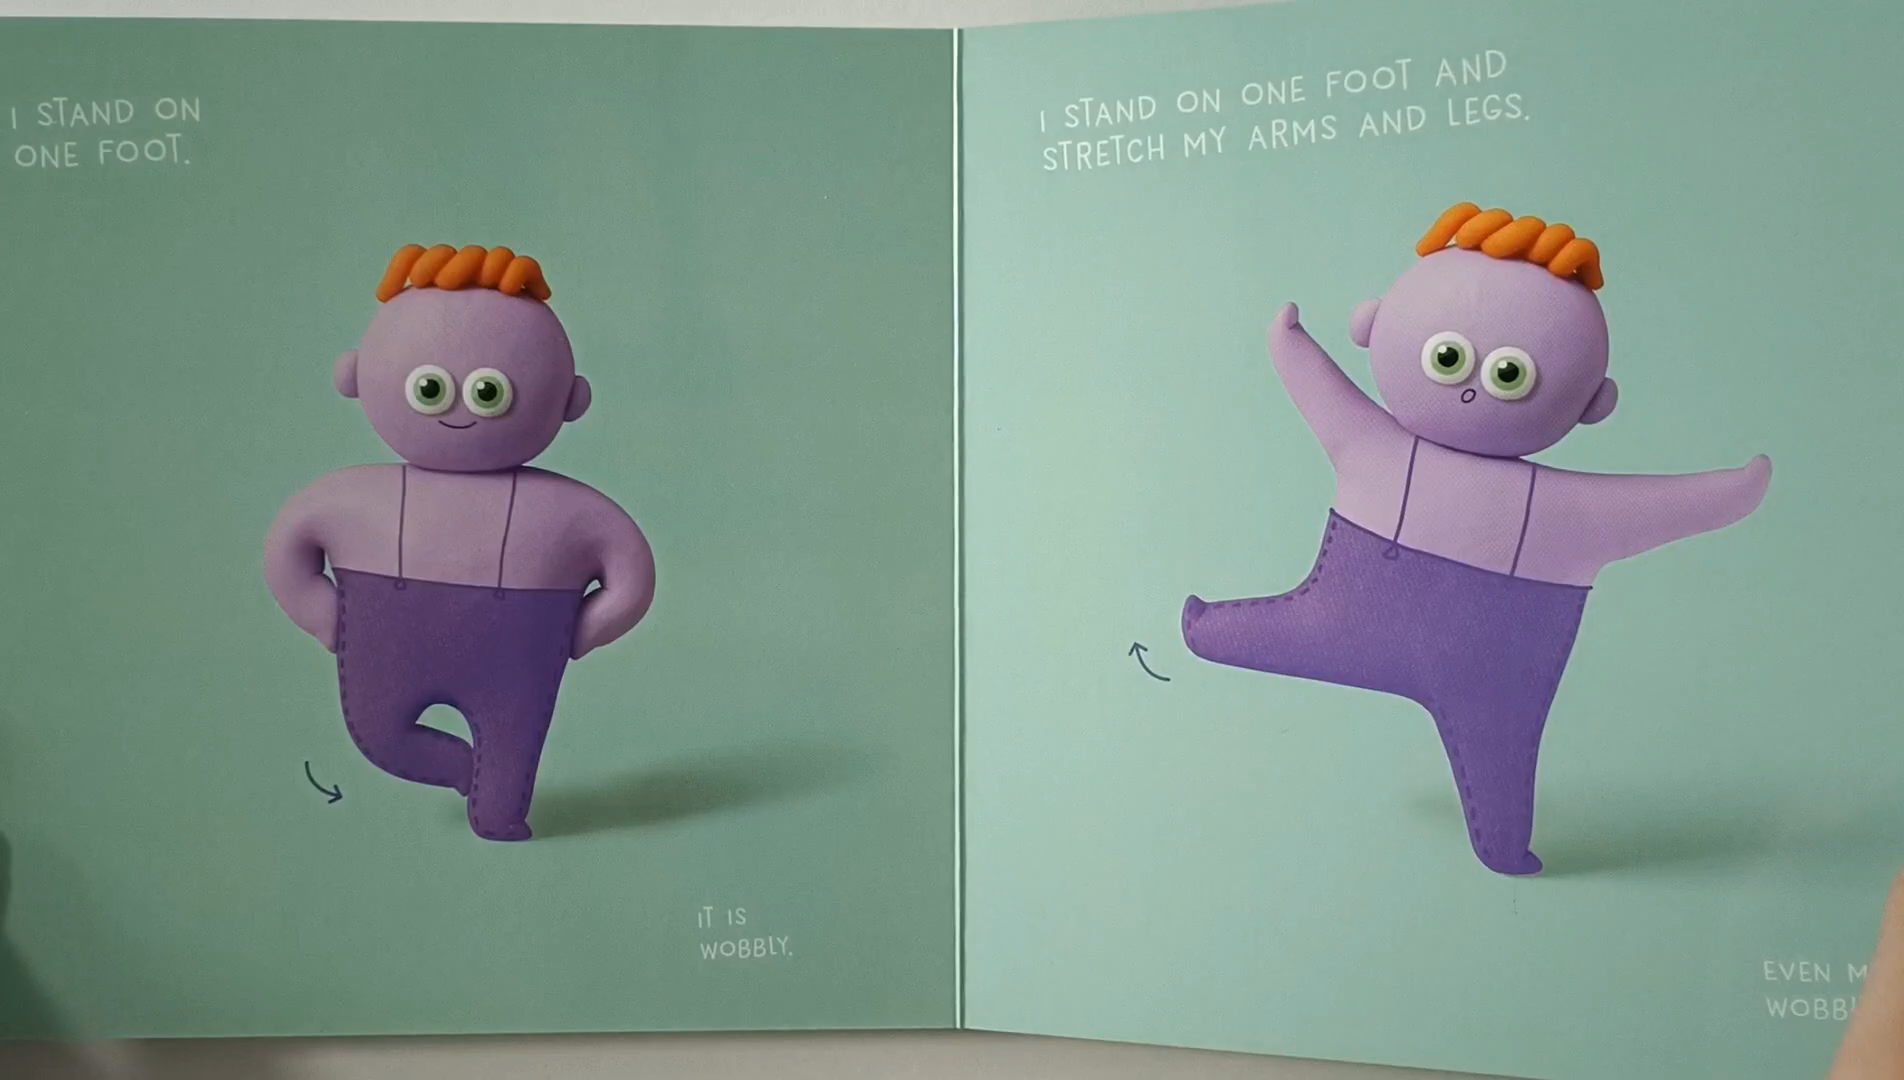 I STAND ON
ONE FOOT.
IT IS
WOBBLY.
I STAND ON ONE FOOT AND
STRETCH MY ARMS AND LEGS.
EVEN